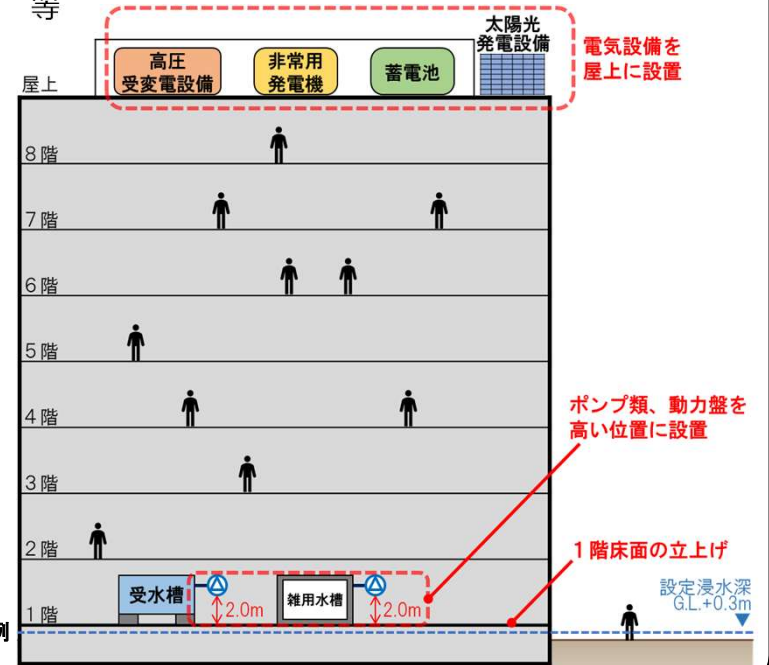 等
太陽光
発電設備
高圧
受変電設備
非常用
発電機
蓄電池
電気設備を
屋上に設置
屋上
8階
7階
6階
5階
4階
ポンプ類、動力盤を
高い位置に設置
3階
2階
1階床面の立上げ
受水槽
2.0m
雑用水槽
2.0m
設定浸水深
G.L.+0.3m
1階
例